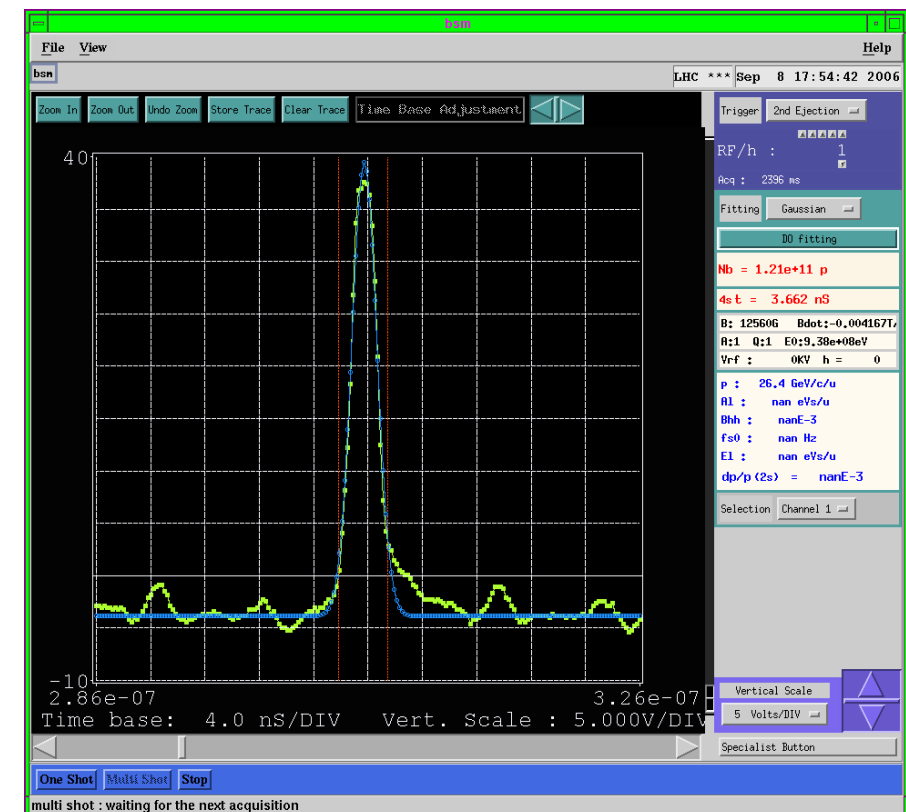 bsm
File View Help
bsm LHC *** Sep 8 17:54:42 2006
Zoom In Zoom Out Undo Zoom Store Trace Clear Trace Time Base Adjustment
Trigger 2nd Ejection
RF/h : 1
Acq : 2396 ms
Fitting Gaussian
DO fitting
Nb = 1.21e+11 p
4st = 3.662 nS
B: 12560G Bdot:-0.004167T/
A:1 Q:1 E0:9.38e+08eV
Vrf : 0KV h = 0
p : 26.4 GeV/c/u
Al : nan eVs/u
Bhh : nanE-3
fs0 : nan Hz
El : nan eVs/u
dp/p(2s) = nanE-3
Selection Channel 1
40
-10
2.86e-07 3.26e-07
Time base: 4.0 nS/DIV Vert. Scale : 5.000V/DIV
Vertical Scale
5 Volts/DIV
Specialist Button
One Shot Multi Shot Stop
multi shot : waiting for the next acquisition